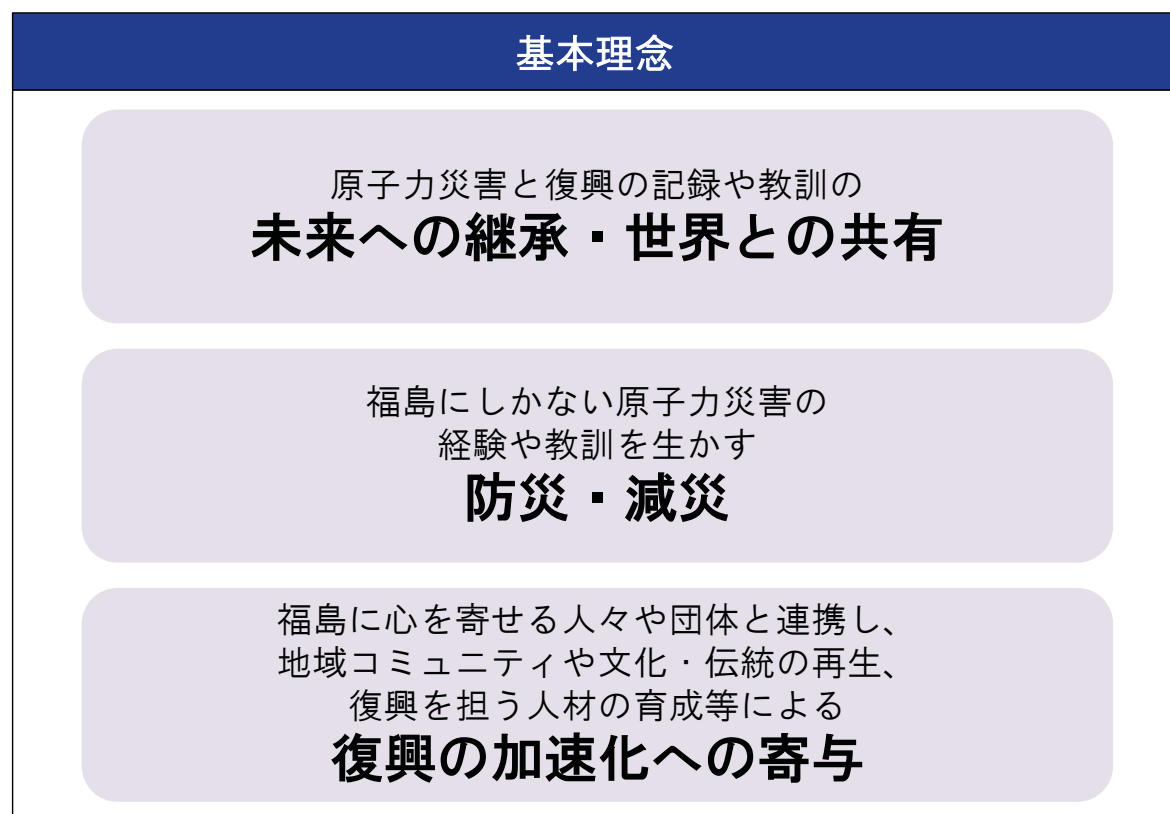 基本理念
原子力災害と復興の記録や教訓の
未来への継承・世界との共有
福島にしかない原子力災害の
経験や教訓を生かす
防災・減災
福島に心を寄せる人々や団体と連携し、
地域コミュニティや文化・伝統の再生、
復興を担う人材の育成等による
復興の加速化への寄与